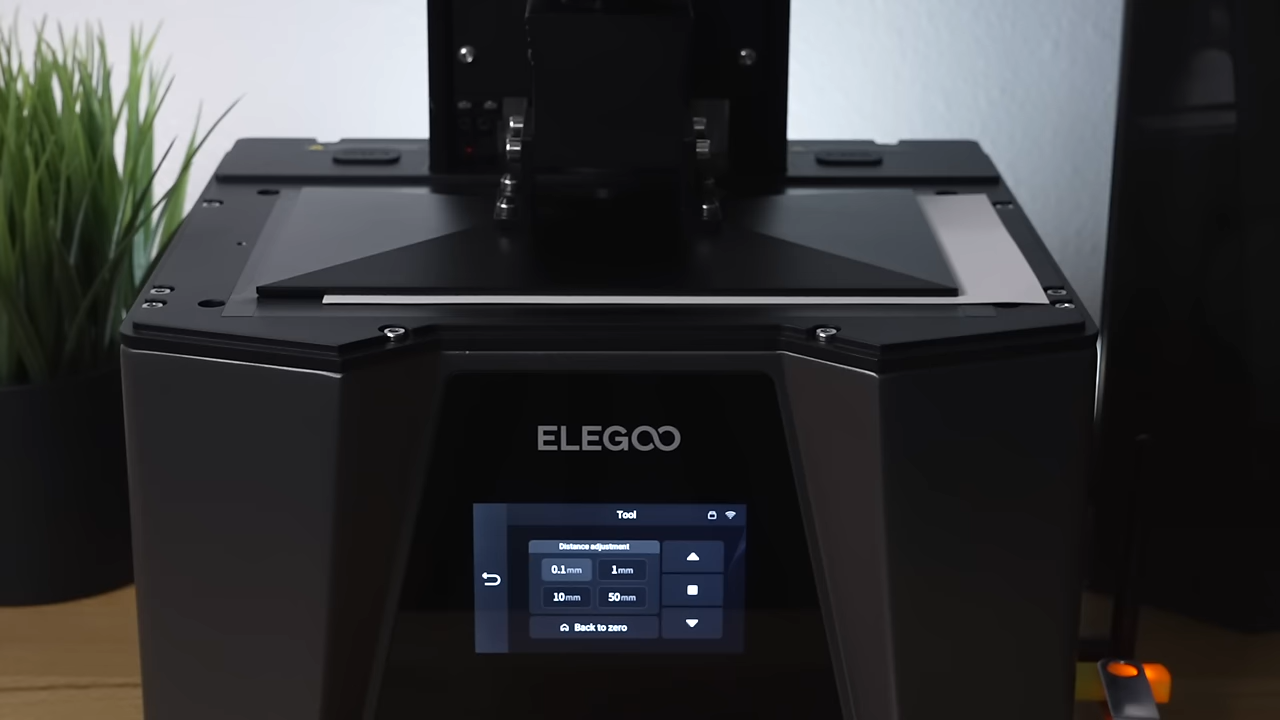 ELEGOO
Tool
Distance adjustment
0.1mm 1mm
10mm 50mm
Back to zero